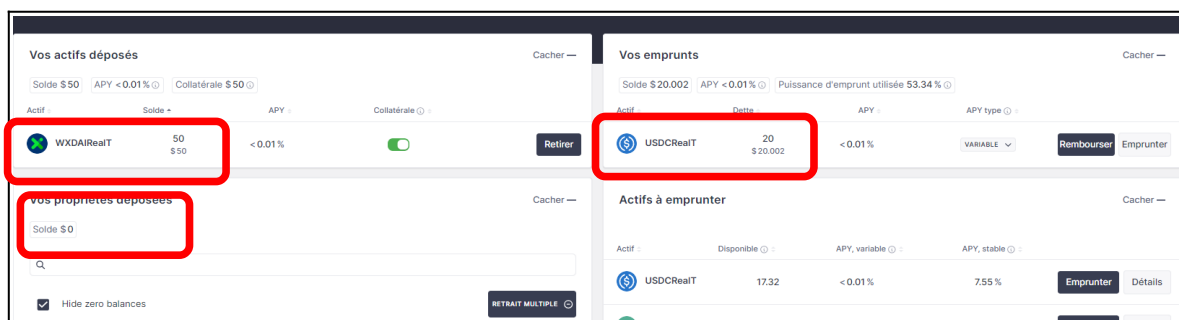 Vos actifs déposés
Cacher —
Solde $50 APY <0.01% Collatérale $50
Actif Solde APY Collatérale
WXDAIRealT 50 <0.01% Retirer
$50
Vos propriétés déposées
Cacher —
Solde $0
Hide zero balances RETRAIT MULTIPLE
Vos emprunts
Cacher —
Solde $20.002 APY <0.01% Puissance d'emprunt utilisée 53.34%
Actif Dette APY APY type
USDCRealT 20 <0.01% VARIABLE Rembourser Emprunter
$20.002
Actifs à emprunter
Cacher —
Actif Disponible APY, variable APY, stable
USDCRealT 17.32 <0.01% 7.55% Emprunter Détails